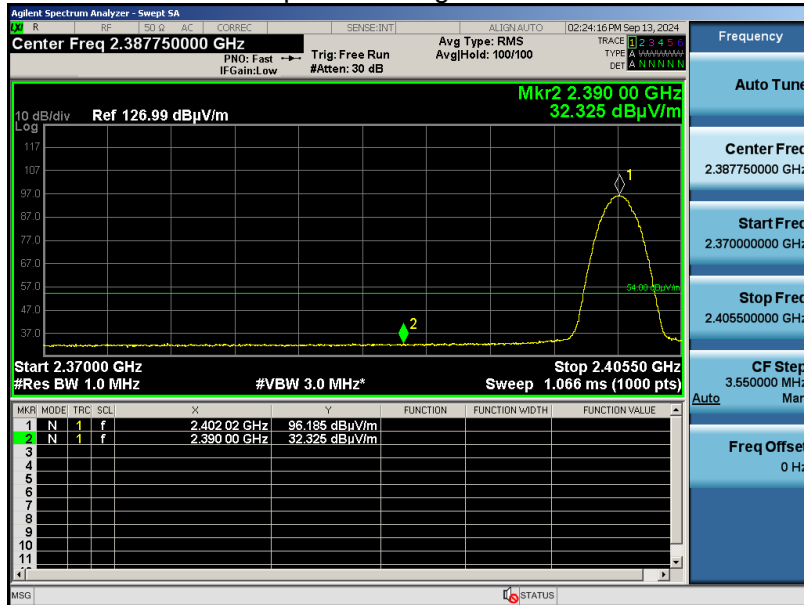 Agilent Spectrum Analyzer - Swept SA
LXI R RF 50 Ω AC CORREC SENSE:INT ALIGN AUTO 02:24:16 PM Sep 13, 2024
Center Freq 2.387750000 GHz
PNO: Fast
IFGain:Low
Trig: Free Run
#Atten: 30 dB
Avg Type: RMS
Avg|Hold: 100/100
TRACE 1 2 3 4 5 6
TYPE A
DET A N N N N N
Mkr2 2.390 00 GHz
32.325 dBµV/m
10 dB/div Ref 126.99 dBµV/m
Log
117
107
97.0
87.0
77.0
67.0
57.0
47.0
37.0
1
2
54.00 dBµV/m
Start 2.37000 GHz Stop 2.40550 GHz
#Res BW 1.0 MHz #VBW 3.0 MHz* Sweep 1.066 ms (1000 pts)
MKR MODE TRC SCL X Y FUNCTION FUNCTION WIDTH FUNCTION VALUE
1 N 1 f 2.402 02 GHz 96.185 dBµV/m
2 N 1 f 2.390 00 GHz 32.325 dBµV/m
3
4
5
6
7
8
9
10
11
MSG STATUS
Frequency
Auto Tune
Center Freq
2.387750000 GHz
Start Freq
2.370000000 GHz
Stop Freq
2.405500000 GHz
CF Step
3.550000 MHz
Auto Man
Freq Offset
0 Hz